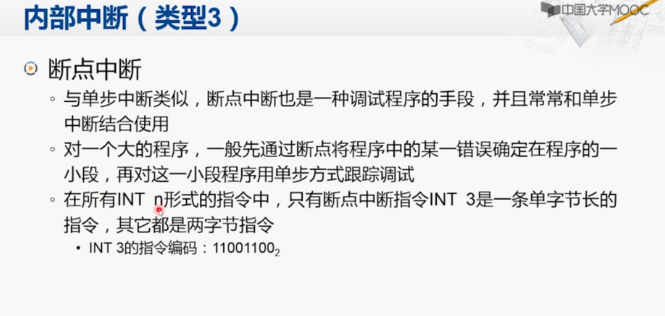 内部中断（类型3）
中国大学MOOC
断点中断
与单步中断类似，断点中断也是一种调试程序的手段，并且常常和单步
中断结合使用
对一个大的程序，一般先通过断点将程序中的某一错误确定在程序的一
小段，再对这一小段程序用单步方式跟踪调试
在所有INT n形式的指令中，只有断点中断指令INT 3是一条单字节长的
指令，其它都是两字节指令
• INT 3的指令编码：11001100₂